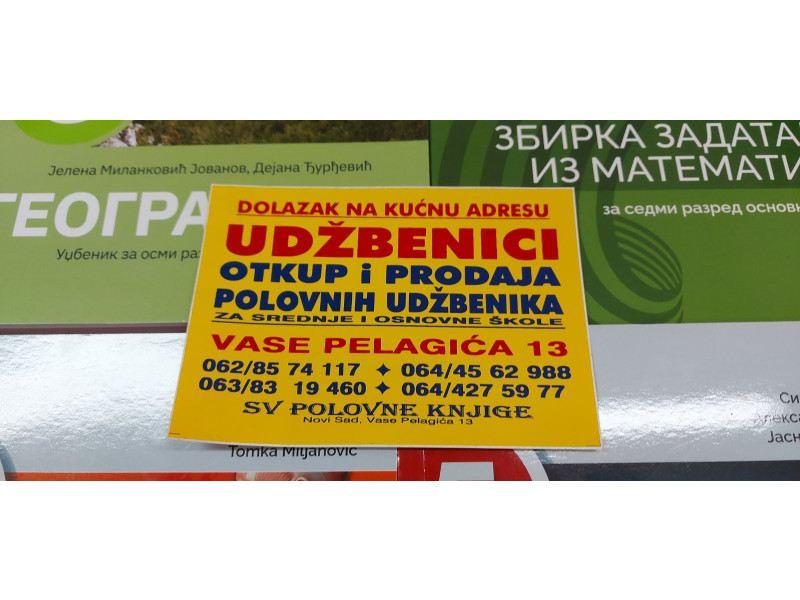 ЗБИРКА ЗАДАТА
ИЗ МАТЕМАТИ
за седми разред основн
Јелена Миланковић Јованов, Дејана Ђурђевић
ГЕОГРА
Уџбеник за осми раз
DOLAZAK NA KUĆNU ADRESU
UDŽBENICI
OTKUP i PRODAJA
POLOVNIH UDŽBENIKA
ZA SREDNJE I OSNOVNE ŠKOLE
VASE PELAGIĆA 13
062/85 74 117 ✦ 064/45 62 988
063/83 19 460 ✦ 064/427 59 77
SV POLOVNE KNJIGE
Novi Sad, Vase Pelagića 13
Tomka Miljanović
Си
Алекса
Јасн